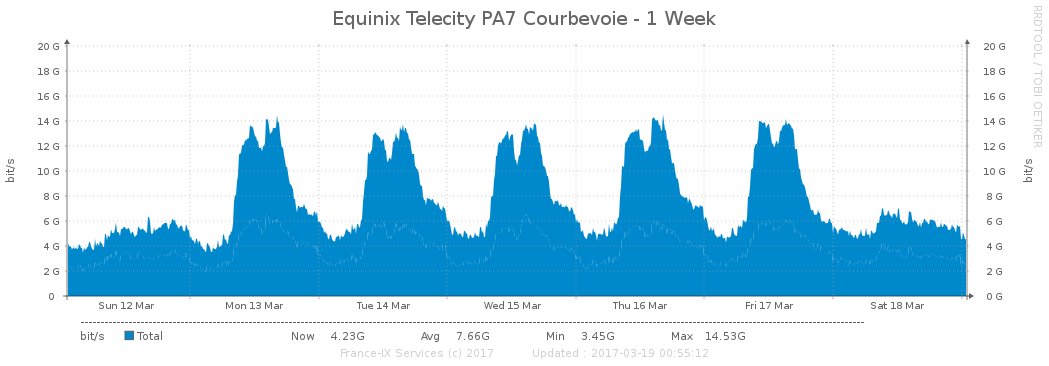 Equinix Telecity PA7 Courbevoie - 1 Week
RRDTOOL / TOBI OETIKER
20 G 20 G
18 G 18 G
16 G 16 G
14 G 14 G
12 G 12 G
10 G 10 G
8 G 8 G
6 G 6 G
4 G 4 G
2 G 2 G
0 0 G
bit/s bit/s
Sun 12 Mar Mon 13 Mar Tue 14 Mar Wed 15 Mar Thu 16 Mar Fri 17 Mar Sat 18 Mar
bit/s Total Now 4.23G Avg 7.66G Min 3.45G Max 14.53G
France-IX Services (c) 2017 Updated : 2017-03-19 00:55:12